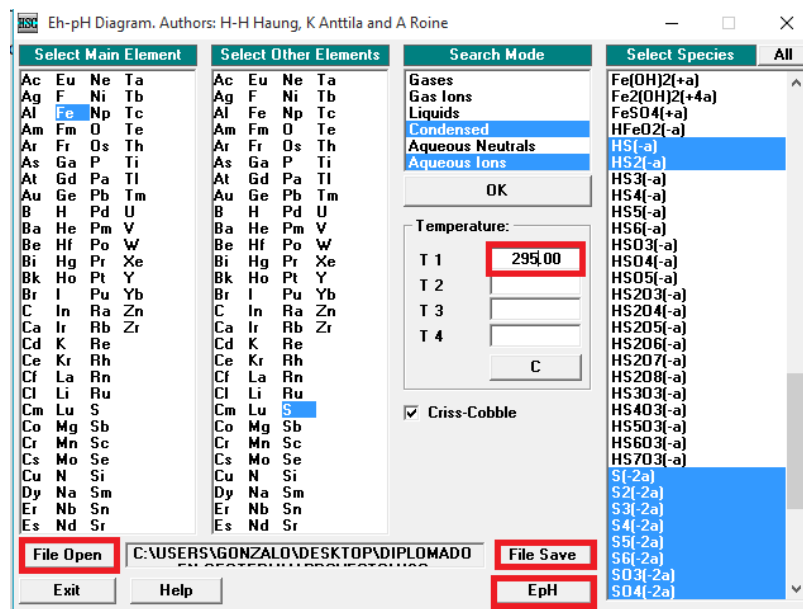 HSC Eh-pH Diagram. Authors: H-H Haung, K Anttila and A Roine
Select Main Element
Ac Eu Ne Ta
Ag F Ni Tb
Al Fe Np Tc
Am Fm O Te
Ar Fr Os Th
As Ga P Ti
At Gd Pa Tl
Au Ge Pb Tm
B H Pd U
Ba He Pm V
Be Hf Po W
Bi Hg Pr Xe
Bk Ho Pt Y
Br I Pu Yb
C In Ra Zn
Ca Ir Rb Zr
Cd K Re
Ce Kr Rh
Cf La Rn
Cl Li Ru
Cm Lu S
Co Mg Sb
Cr Mn Sc
Cs Mo Se
Cu N Si
Dy Na Sm
Er Nb Sn
Es Nd Sr
Select Other Elements
Ac Eu Ne Ta
Ag F Ni Tb
Al Fe Np Tc
Am Fm O Te
Ar Fr Os Th
As Ga P Ti
At Gd Pa Tl
Au Ge Pb Tm
B H Pd U
Ba He Pm V
Be Hf Po W
Bi Hg Pr Xe
Bk Ho Pt Y
Br I Pu Yb
C In Ra Zn
Ca Ir Rb Zr
Cd K Re
Ce Kr Rh
Cf La Rn
Cl Li Ru
Cm Lu S
Co Mg Sb
Cr Mn Sc
Cs Mo Se
Cu N Si
Dy Na Sm
Er Nb Sn
Es Nd Sr
Search Mode
Gases
Gas Ions
Liquids
Condensed
Aqueous Neutrals
Aqueous Ions
OK
Temperature:
T 1 295.00
T 2
T 3
T 4
C
Criss-Cobble
Select Species All
Fe(OH)2(+a)
Fe2(OH)2(+4a)
FeSO4(+a)
HFeO2(-a)
HS(-a)
HS2(-a)
HS3(-a)
HS4(-a)
HS5(-a)
HS6(-a)
HSO3(-a)
HSO4(-a)
HSO5(-a)
HS2O3(-a)
HS2O4(-a)
HS2O5(-a)
HS2O6(-a)
HS2O7(-a)
HS2O8(-a)
HS3O3(-a)
HS4O3(-a)
HS5O3(-a)
HS6O3(-a)
HS7O3(-a)
S(-2a)
S2(-2a)
S3(-2a)
S4(-2a)
S5(-2a)
S6(-2a)
SO3(-2a)
SO4(-2a)
File Open C:\USERS\GONZALO\DESKTOP\DIPLOMADO File Save
Exit Help EpH